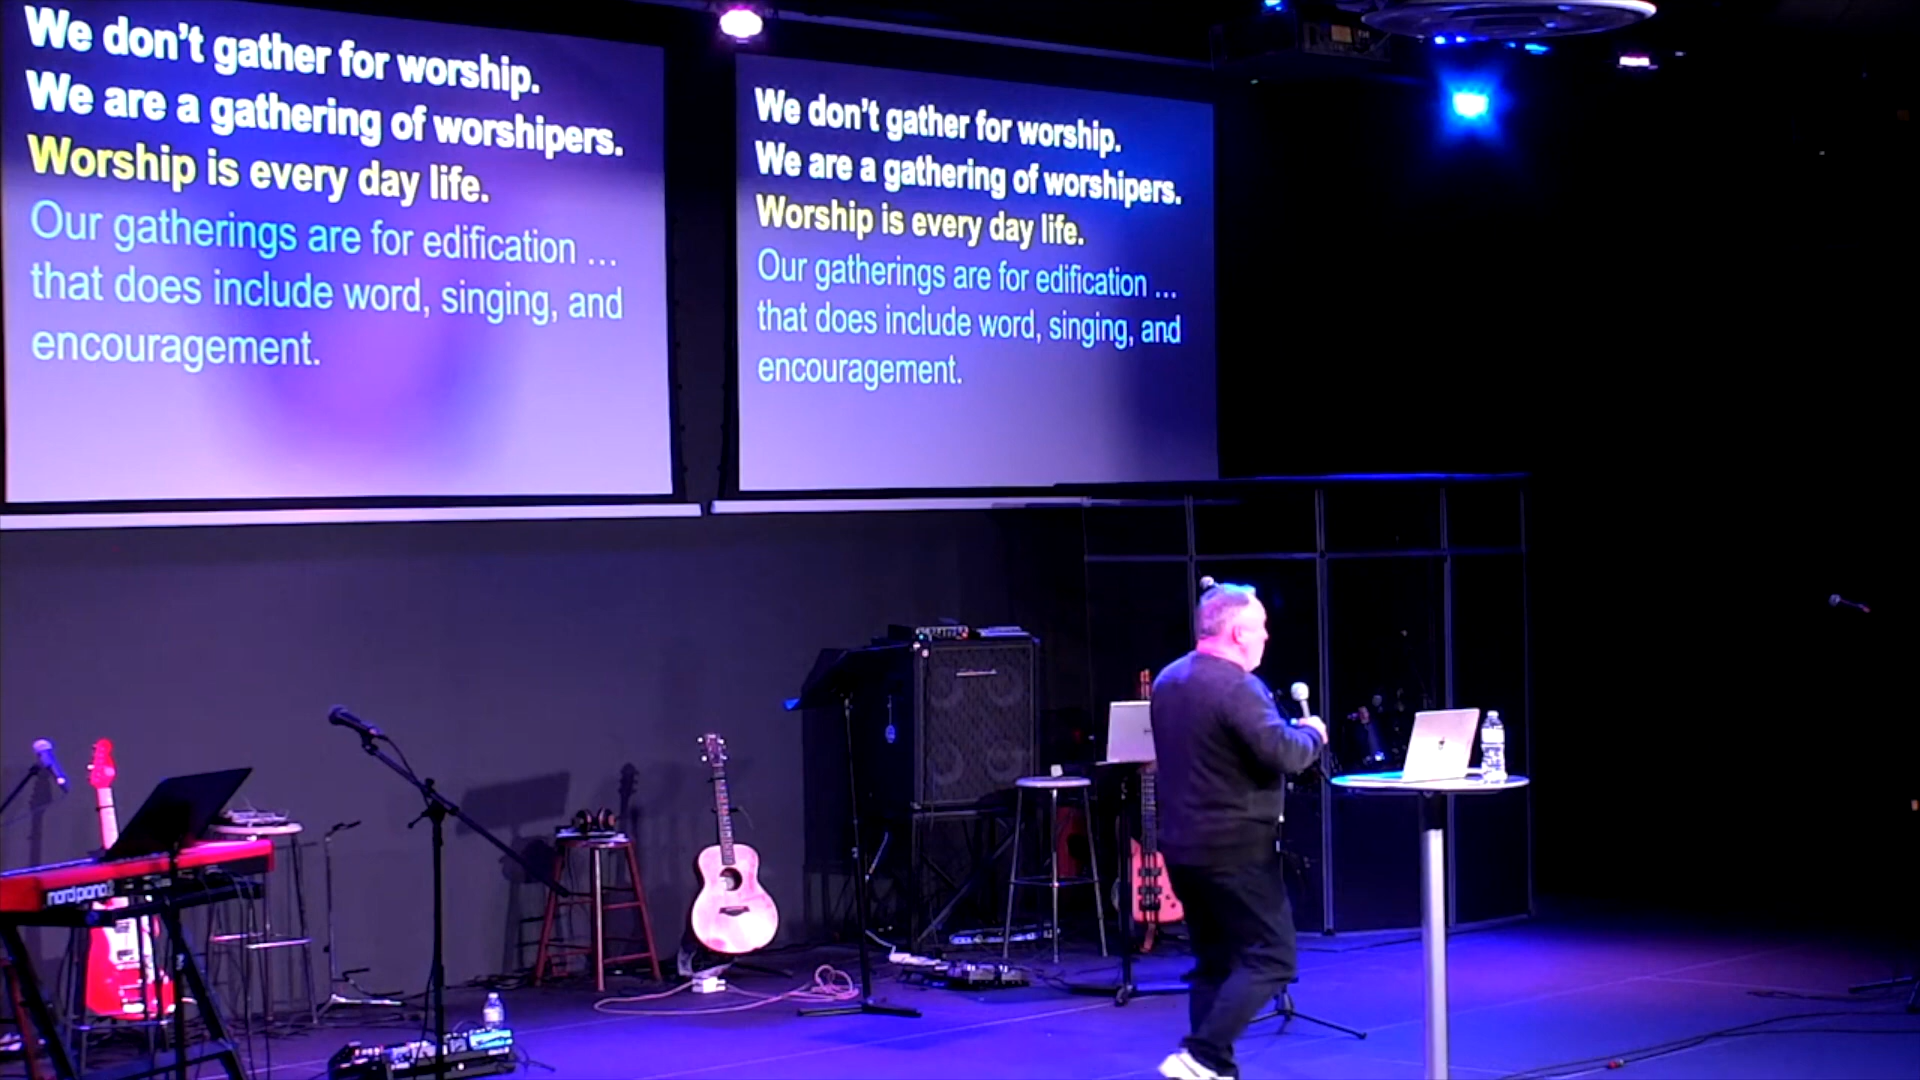 We don't gather for worship.
We are a gathering of worshipers.
Worship is every day life.
Our gatherings are for edification ...
that does include word, singing, and
encouragement.
We don't gather for worship.
We are a gathering of worshipers.
Worship is every day life.
Our gatherings are for edification ...
that does include word, singing, and
encouragement.
nord piano